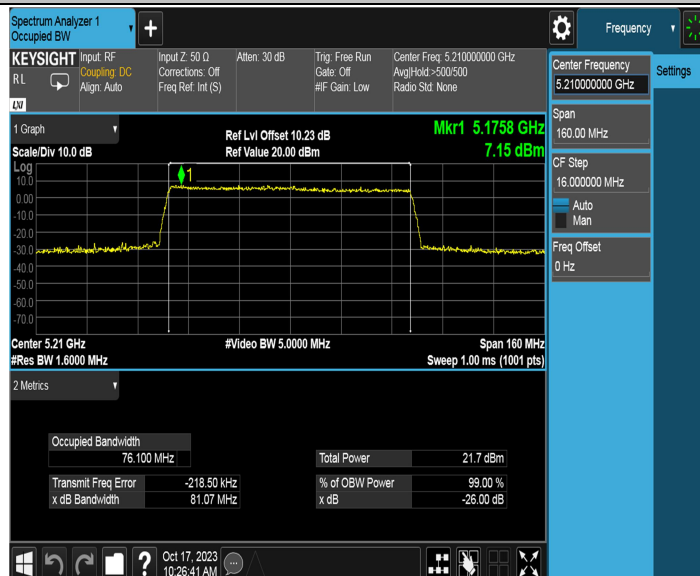 Spectrum Analyzer 1
Occupied BW
+
Frequency
KEYSIGHT
RL
LXI
Input: RF
Coupling: DC
Align: Auto
Input Z: 50 Ω
Corrections: Off
Freq Ref: Int (S)
Atten: 30 dB
Trig: Free Run
Gate: Off
#IF Gain: Low
Center Freq: 5.210000000 GHz
Avg|Hold:>500/500
Radio Std: None
Center Frequency
5.210000000 GHz
Settings
Span
160.00 MHz
CF Step
16.000000 MHz
Auto
Man
Freq Offset
0 Hz
1 Graph
Scale/Div 10.0 dB
Ref Lvl Offset 10.23 dB
Ref Value 20.00 dBm
Mkr1 5.1758 GHz
7.15 dBm
Log
10.0
0.00
-10.0
-20.0
-30.0
-40.0
-50.0
-60.0
-70.0
1
Center 5.21 GHz
#Video BW 5.0000 MHz
Span 160 MHz
#Res BW 1.6000 MHz
Sweep 1.00 ms (1001 pts)
2 Metrics
Occupied Bandwidth
76.100 MHz
Total Power 21.7 dBm
Transmit Freq Error -218.50 kHz
% of OBW Power 99.00 %
x dB Bandwidth 81.07 MHz
x dB -26.00 dB
?
Oct 17, 2023
10:26:41 AM